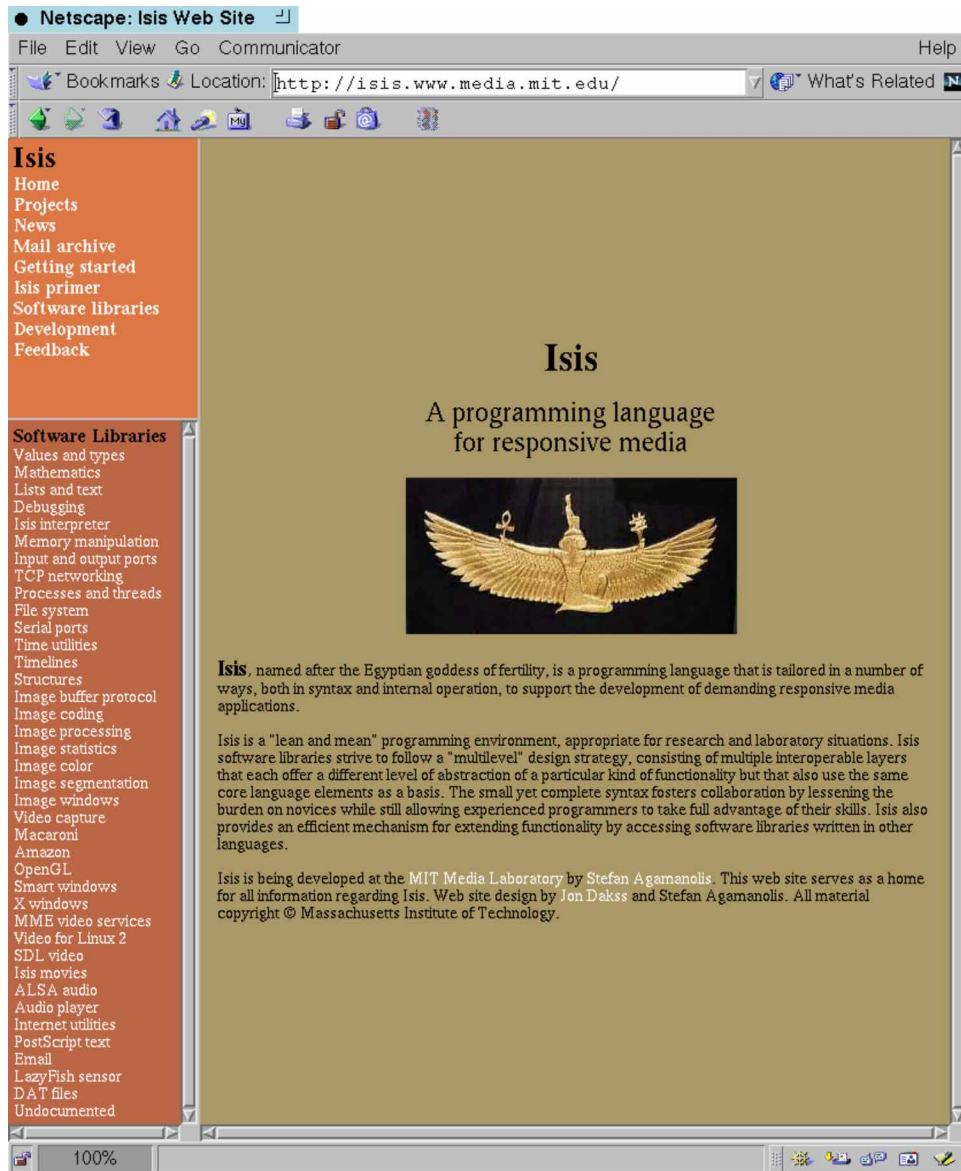 Netscape: Isis Web Site
File Edit View Go Communicator Help
Bookmarks Location: http://isis.www.media.mit.edu/ What's Related N
My
Isis
Home
Projects
News
Mail archive
Getting started
Isis primer
Software libraries
Development
Feedback
Software Libraries
Values and types
Mathematics
Lists and text
Debugging
Isis interpreter
Memory manipulation
Input and output ports
TCP networking
Processes and threads
File system
Serial ports
Time utilities
Timelines
Structures
Image buffer protocol
Image coding
Image processing
Image statistics
Image color
Image segmentation
Image windows
Video capture
Macaroni
Amazon
OpenGL
Smart windows
X windows
MME video services
Video for Linux 2
SDL video
Isis movies
ALSA audio
Audio player
Internet utilities
PostScript text
Email
LazyFish sensor
DAT files
Undocumented
Isis
A programming language
for responsive media
Isis, named after the Egyptian goddess of fertility, is a programming language that is tailored in a number of
ways, both in syntax and internal operation, to support the development of demanding responsive media
applications.
Isis is a "lean and mean" programming environment, appropriate for research and laboratory situations. Isis
software libraries strive to follow a "multilevel" design strategy, consisting of multiple interoperable layers
that each offer a different level of abstraction of a particular kind of functionality but that also use the same
core language elements as a basis. The small yet complete syntax fosters collaboration by lessening the
burden on novices while still allowing experienced programmers to take full advantage of their skills. Isis also
provides an efficient mechanism for extending functionality by accessing software libraries written in other
languages.
Isis is being developed at the MIT Media Laboratory by Stefan Agamanolis. This web site serves as a home
for all information regarding Isis. Web site design by Jon Dakss and Stefan Agamanolis. All material
copyright © Massachusetts Institute of Technology.
100%